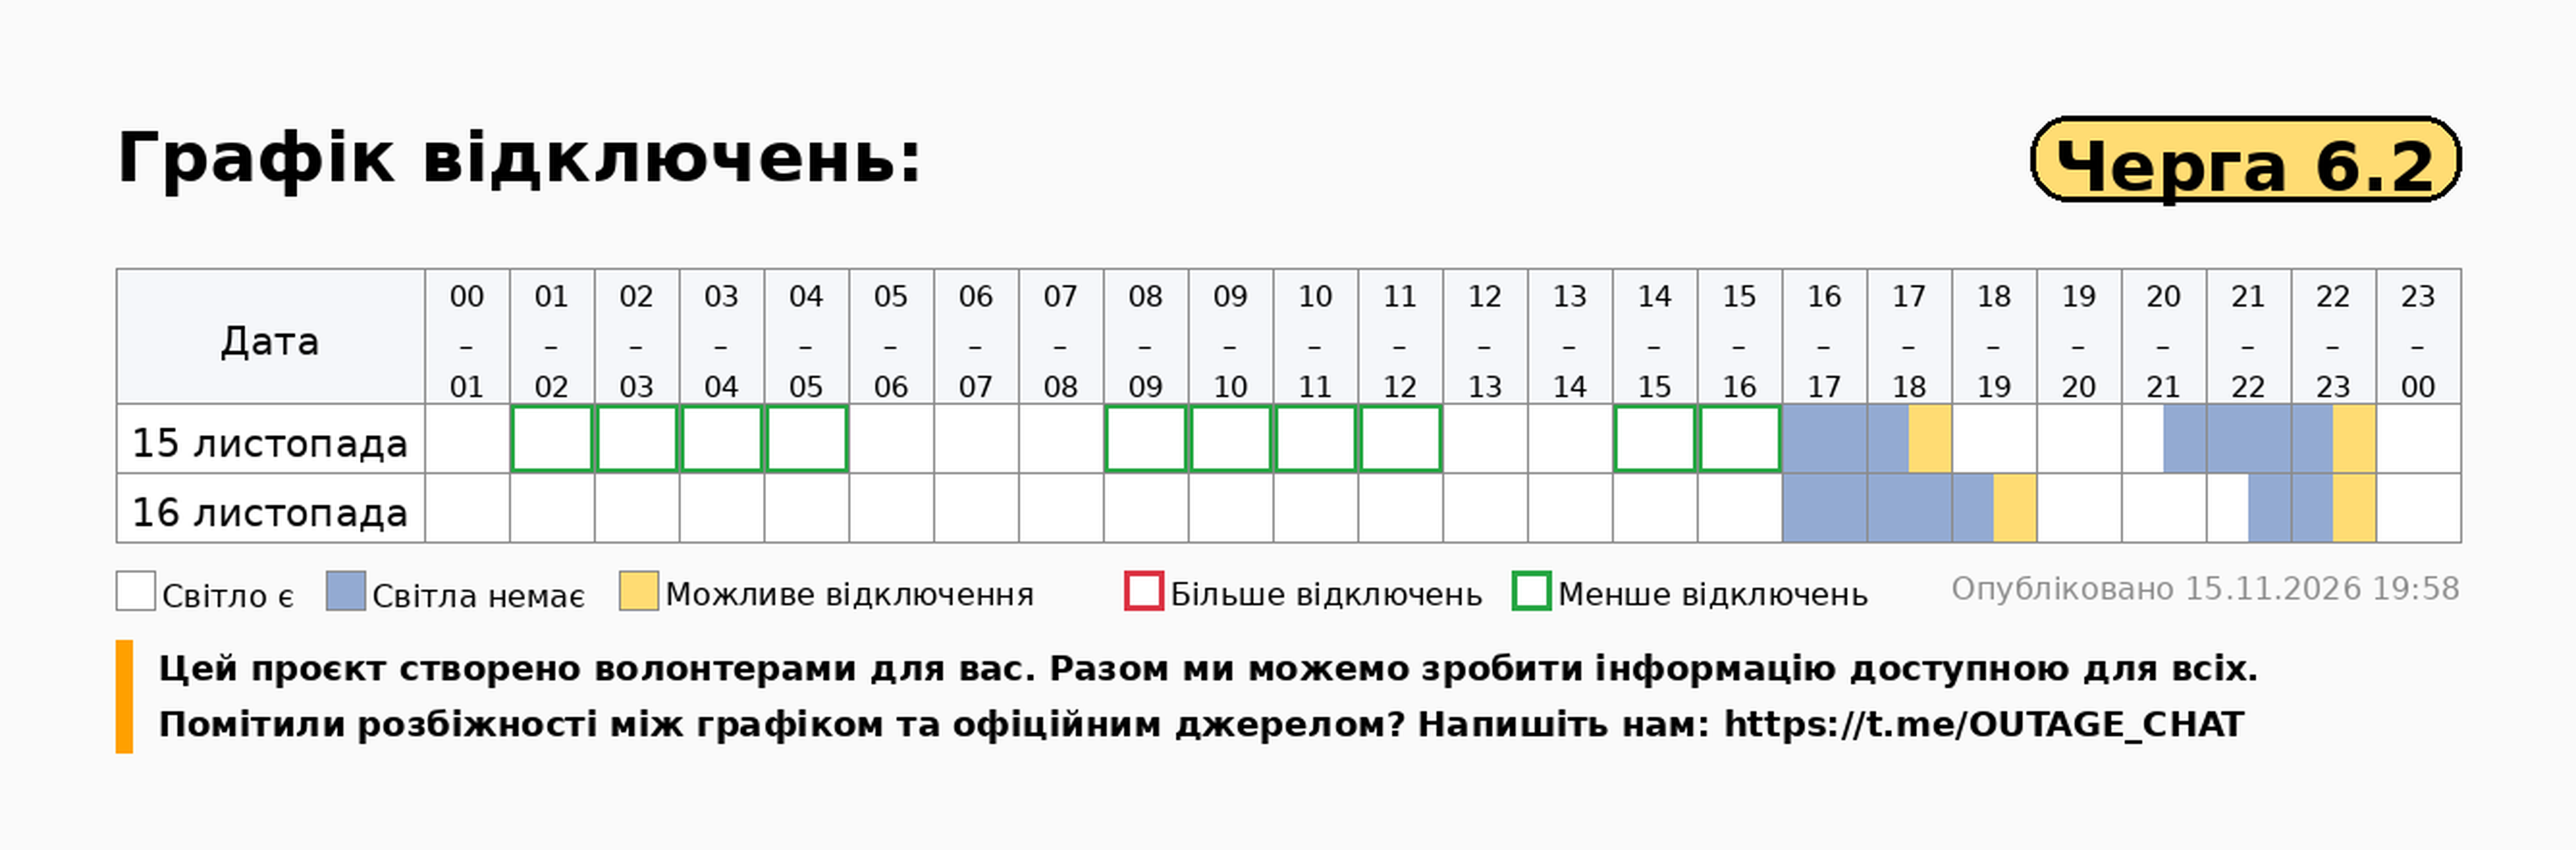 Графік відключень:
Черга 6.2
Дата
00 – 01
01 – 02
02 – 03
03 – 04
04 – 05
05 – 06
06 – 07
07 – 08
08 – 09
09 – 10
10 – 11
11 – 12
12 – 13
13 – 14
14 – 15
15 – 16
16 – 17
17 – 18
18 – 19
19 – 20
20 – 21
21 – 22
22 – 23
23 – 00
15 листопада
16 листопада
Світло є
Світла немає
Можливе відключення
Більше відключень
Менше відключень
Опубліковано 15.11.2026 19:58
Цей проєкт створено волонтерами для вас. Разом ми можемо зробити інформацію доступною для всіх.
Помітили розбіжності між графіком та офіційним джерелом? Напишіть нам: https://t.me/OUTAGE_CHAT